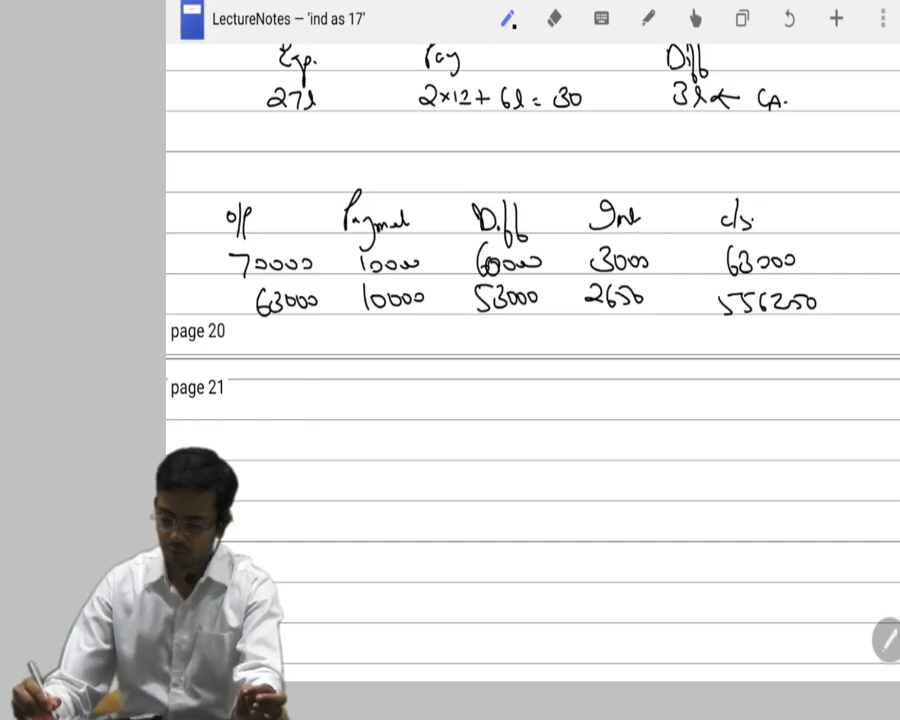 LectureNotes – 'ind as 17'
Exp. Pay Diff
27l 2×12+6l = 30 3l ← CA.
O/P Payment Diff Int c/s.
70000 10000 60000 3000 63000
63000 10000 53000 2650 556250
page 20
page 21